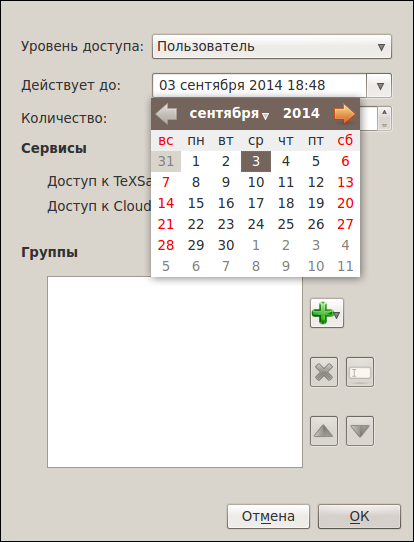 Уровень доступа: Пользователь
Действует до: 03 сентября 2014 18:48
Количество:
сентября 2014
вс пн вт ср чт пт сб
31 1 2 3 4 5 6
7 8 9 10 11 12 13
14 15 16 17 18 19 20
21 22 23 24 25 26 27
28 29 30 1 2 3 4
5 6 7 8 9 10 11
Сервисы
Доступ к TeXSa
Доступ к Cloud
Группы
Отмена ОК